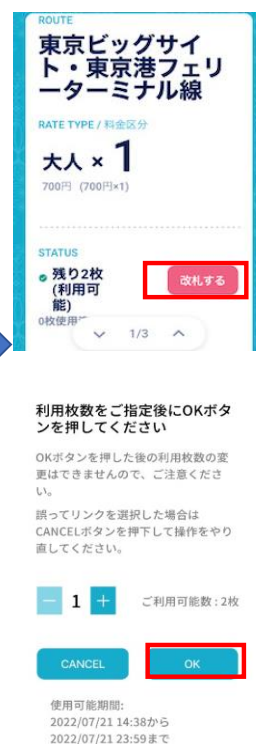 ROUTE
東京ビッグサイ
ト・東京港フェリ
ーターミナル線
RATE TYPE / 料金区分
大人 × 1
700円 (700円×1)
STATUS
残り2枚
(利用可
能)
改札する
0枚使用
1/3
利用枚数をご指定後にOKボタ
ンを押してください
OKボタンを押した後の利用枚数の変
更はできませんので、ご注意くださ
い。
誤ってリンクを選択した場合は
CANCELボタンを押下して操作をやり
直してください。
− 1 + ご利用可能数 : 2枚
CANCEL OK
使用可能期間:
2022/07/21 14:38から
2022/07/21 23:59まで